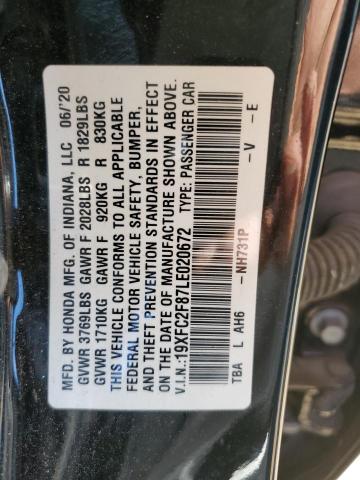 MFD. BY HONDA MFG. OF INDIANA, LLC 06/'20
GVWR 3769LBS GAWR F 2028LBS R 1829LBS
GVWR 1710KG GAWR F 920KG R 830KG
THIS VEHICLE CONFORMS TO ALL APPLICABLE
FEDERAL MOTOR VEHICLE SAFETY, BUMPER,
AND THEFT PREVENTION STANDARDS IN EFFECT
ON THE DATE OF MANUFACTURE SHOWN ABOVE.
V.I.N.:19XFC2F87LE020672 TYPE: PASSENGER CAR
TBA L AH6 -NH731P -V -E